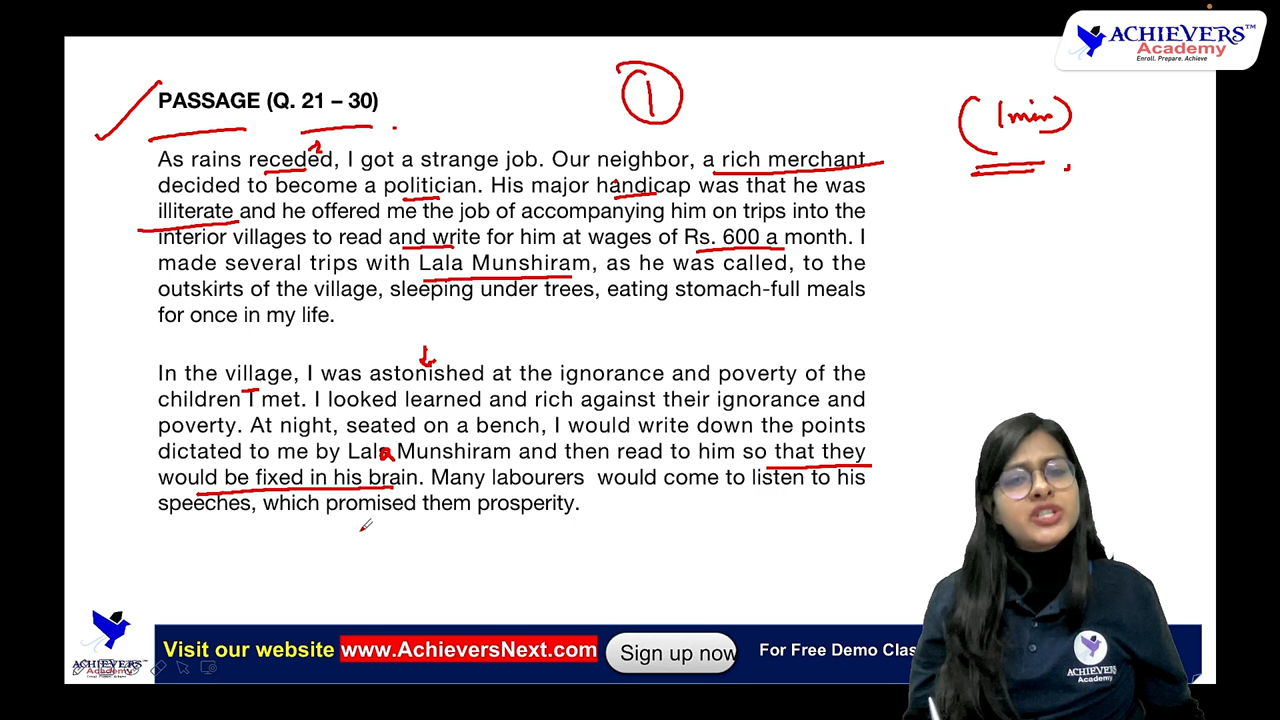 ACHIEVERS™
Academy
Enroll. Prepare. Achieve
PASSAGE (Q. 21 – 30)
1
(1 min)
As rains receded, I got a strange job. Our neighbor, a rich merchant
decided to become a politician. His major handicap was that he was
illiterate and he offered me the job of accompanying him on trips into the
interior villages to read and write for him at wages of Rs. 600 a month. I
made several trips with Lala Munshiram, as he was called, to the
outskirts of the village, sleeping under trees, eating stomach-full meals
for once in my life.
In the village, I was astonished at the ignorance and poverty of the
children I met. I looked learned and rich against their ignorance and
poverty. At night, seated on a bench, I would write down the points
dictated to me by Lala Munshiram and then read to him so that they
would be fixed in his brain. Many labourers would come to listen to his
speeches, which promised them prosperity.
ACHIEVERS
Academy
Visit our website www.AchieversNext.com
Sign up now
For Free Demo Clas
ACHIEVERS
Academy